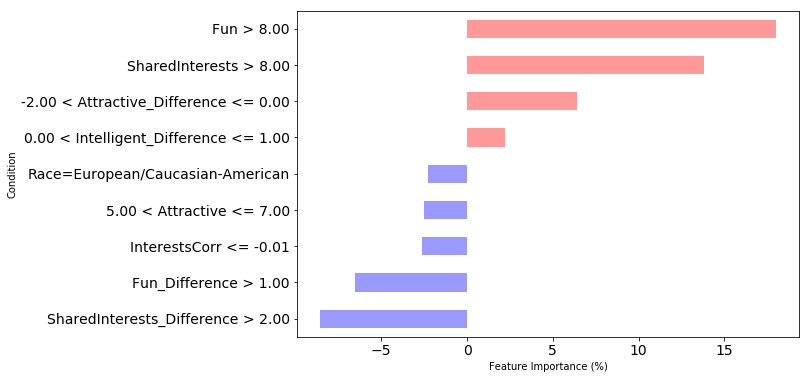 Fun > 8.00
SharedInterests > 8.00
-2.00 < Attractive_Difference <= 0.00
0.00 < Intelligent_Difference <= 1.00
Race=European/Caucasian-American
5.00 < Attractive <= 7.00
InterestsCorr <= -0.01
Fun_Difference > 1.00
SharedInterests_Difference > 2.00
Condition
−5 0 5 10 15
Feature Importance (%)